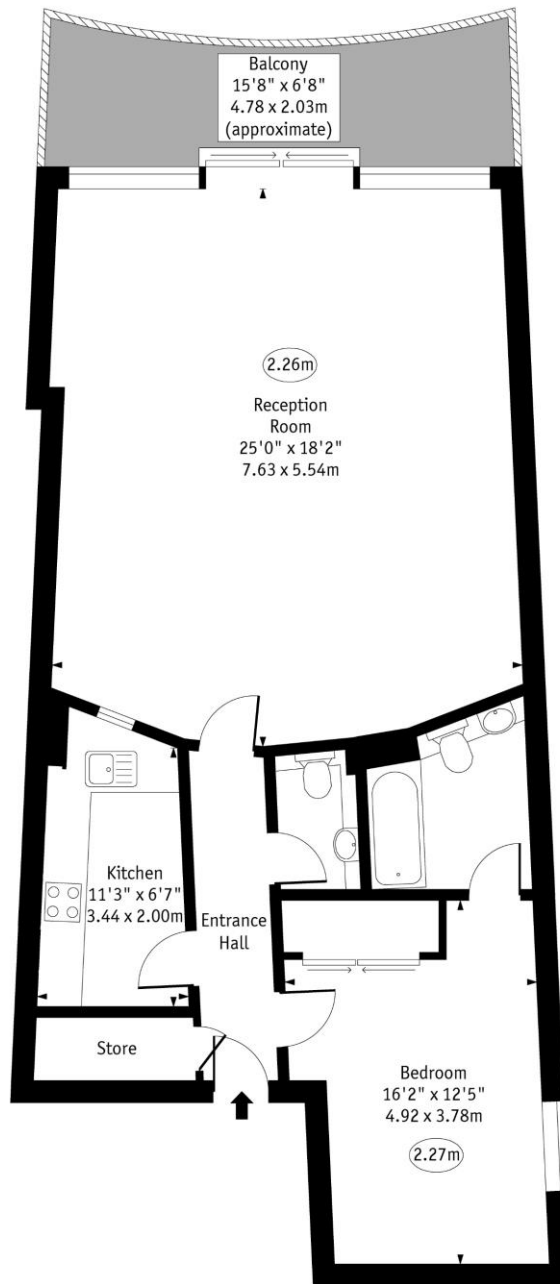 Balcony
15'8" x 6'8"
4.78 x 2.03m
(approximate)
2.26m
Reception
Room
25'0" x 18'2"
7.63 x 5.54m
Kitchen
11'3" x 6'7"
3.44 x 2.00m
Entrance
Hall
Store
Bedroom
16'2" x 12'5"
4.92 x 3.78m
2.27m